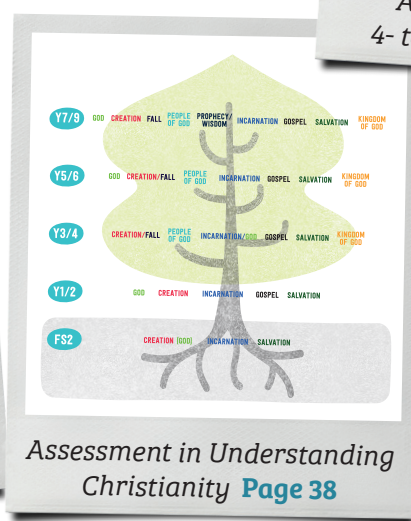 A
4- t
Y7/9 GOD CREATION FALL PEOPLE OF GOD PROPHECY/ WISDOM INCARNATION GOSPEL SALVATION KINGDOM OF GOD
Y5/6 GOD CREATION/FALL PEOPLE OF GOD INCARNATION GOSPEL SALVATION KINGDOM OF GOD
Y3/4 CREATION/FALL PEOPLE OF GOD INCARNATION/GOD GOSPEL SALVATION KINGDOM OF GOD
Y1/2 GOD CREATION INCARNATION GOSPEL SALVATION
FS2 CREATION (GOD) INCARNATION SALVATION
Assessment in Understanding
Christianity Page 38